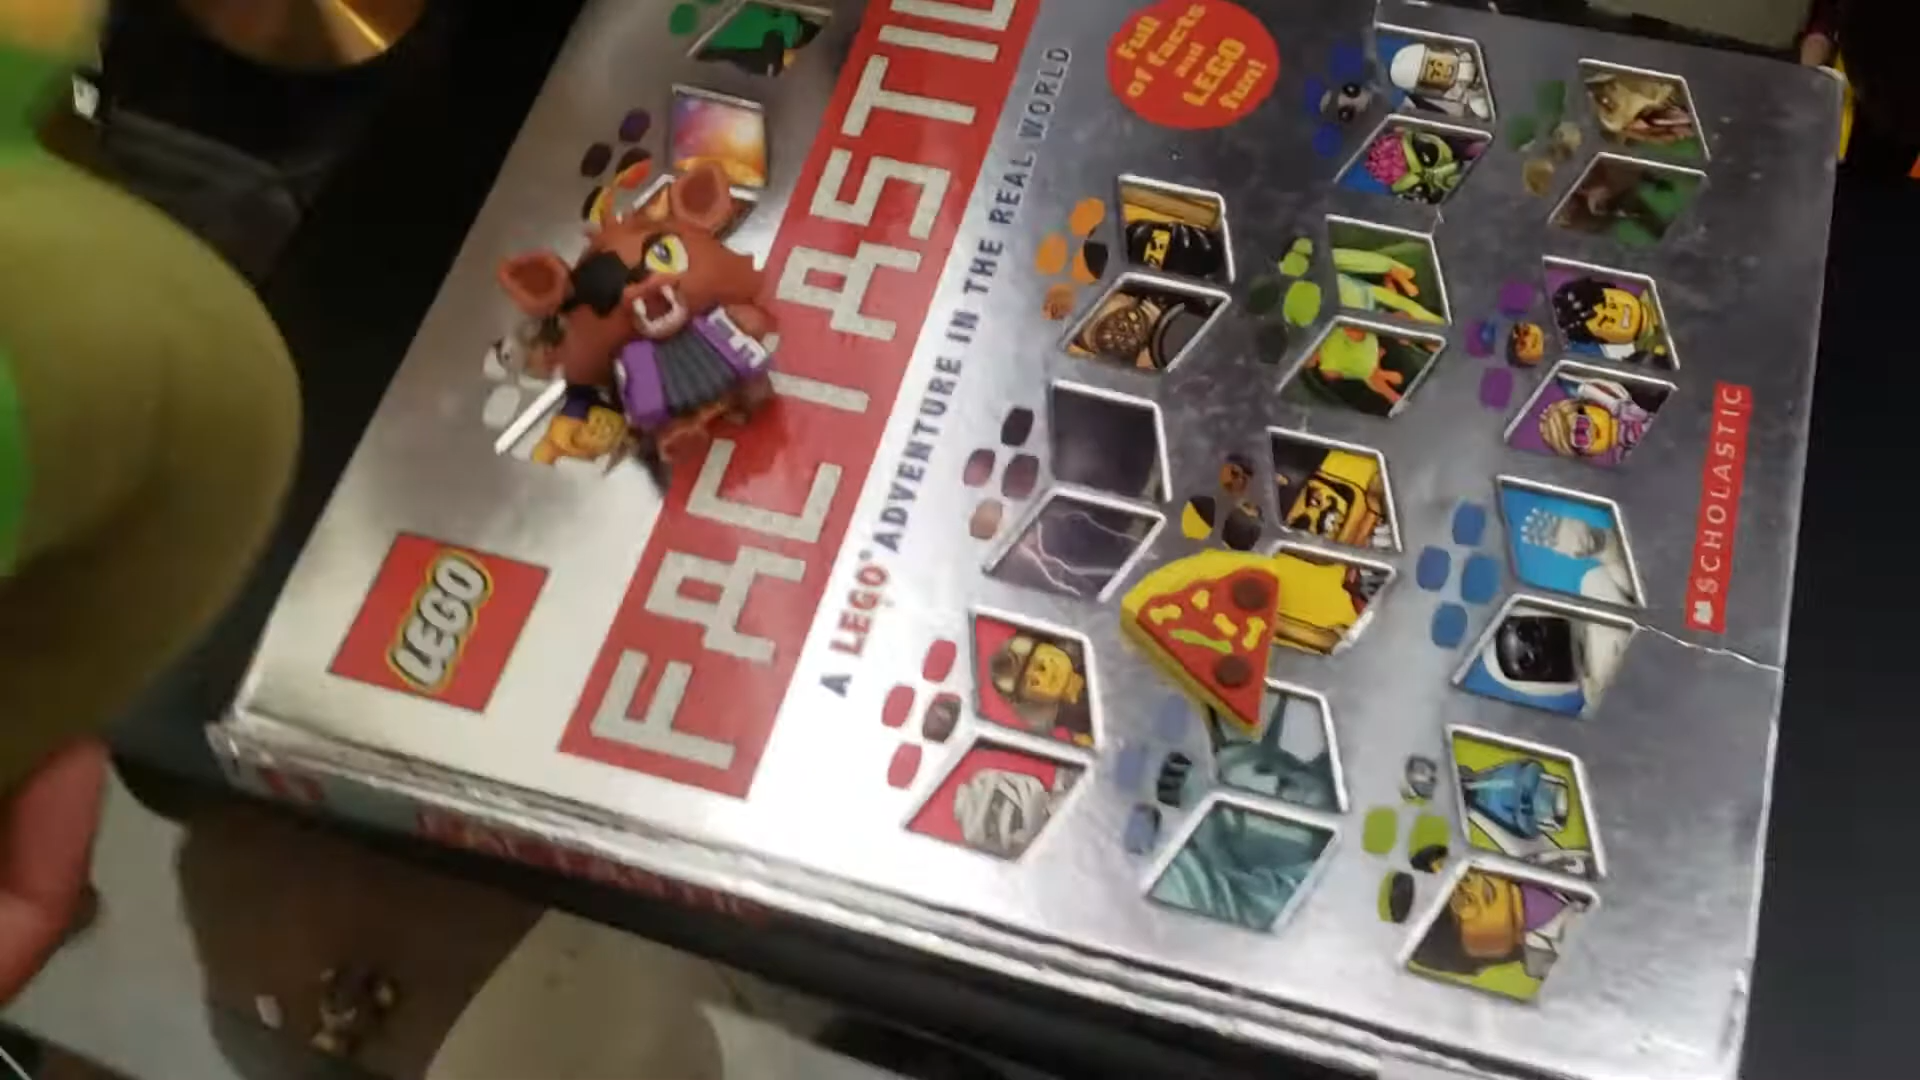 Full
of facts
and
LEGO
fun!
FACTASTIC
A LEGO® ADVENTURE IN THE REAL WORLD
LEGO
SCHOLASTIC